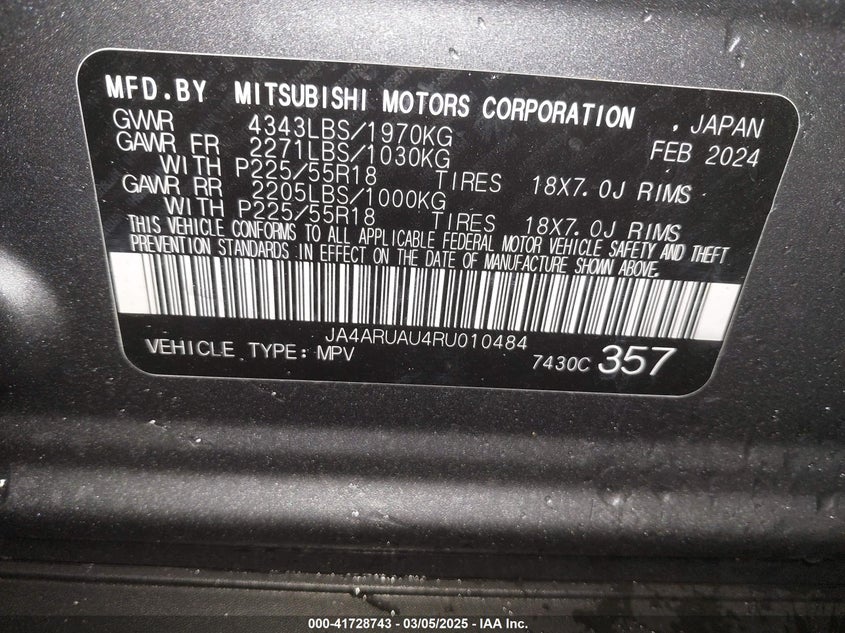 MFD.BY MITSUBISHI MOTORS CORPORATION , JAPAN
GWVR 4343LBS/1970KG FEB 2024
GAWR FR 2271LBS/1030KG
WITH P225/55R18 TIRES 18X7.0J RIMS
GAWR RR 2205LBS/1000KG
WITH P225/55R18 TIRES 18X7.0J RIMS
THIS VEHICLE CONFORMS TO ALL APPLICABLE FEDERAL MOTOR VEHICLE SAFETY AND THEFT
PREVENTION STANDARDS IN EFFECT ON THE DATE OF MANUFACTURE SHOWN ABOVE.
JA4ARUAU4RU010484
VEHICLE TYPE: MPV 7430C 357
000-41728743 — 03/05/2025 — IAA Inc.